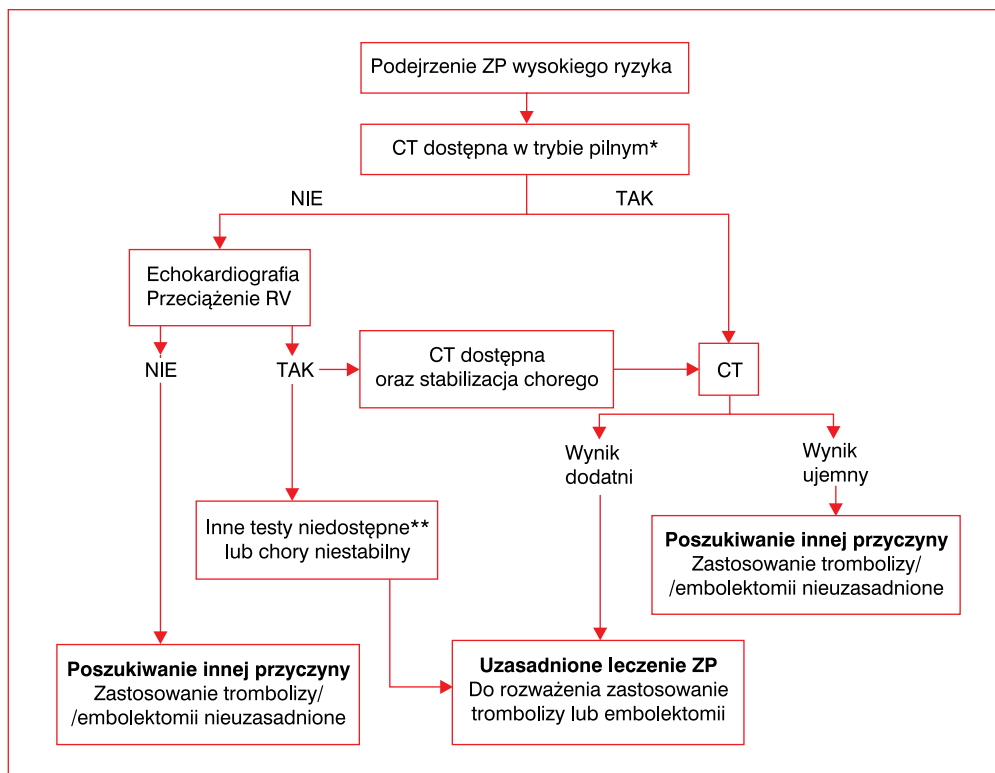 Podejrzenie ZP wysokiego ryzyka
CT dostępna w trybie pilnym*
NIE
TAK
Echokardiografia
Przeciążenie RV
NIE
TAK
CT dostępna
oraz stabilizacja chorego
CT
Wynik
dodatni
Wynik
ujemny
Inne testy niedostępne**
lub chory niestabilny
Poszukiwanie innej przyczyny
Zastosowanie trombolizy/
/embolektomii nieuzasadnione
Poszukiwanie innej przyczyny
Zastosowanie trombolizy/
/embolektomii nieuzasadnione
Uzasadnione leczenie ZP
Do rozważenia zastosowanie
trombolizy lub embolektomii